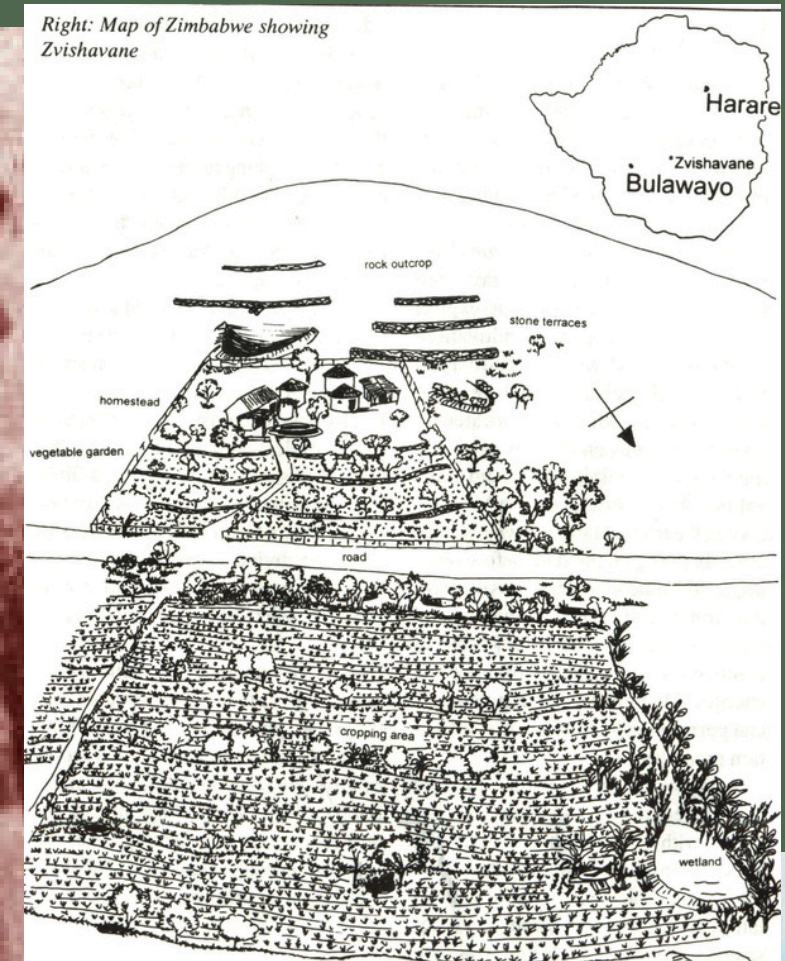 Right: Map of Zimbabwe showing
Zvishavane
Harare
Zvishavane
Bulawayo
rock outcrop
stone terraces
homestead
vegetable garden
road
cropping area
wetland